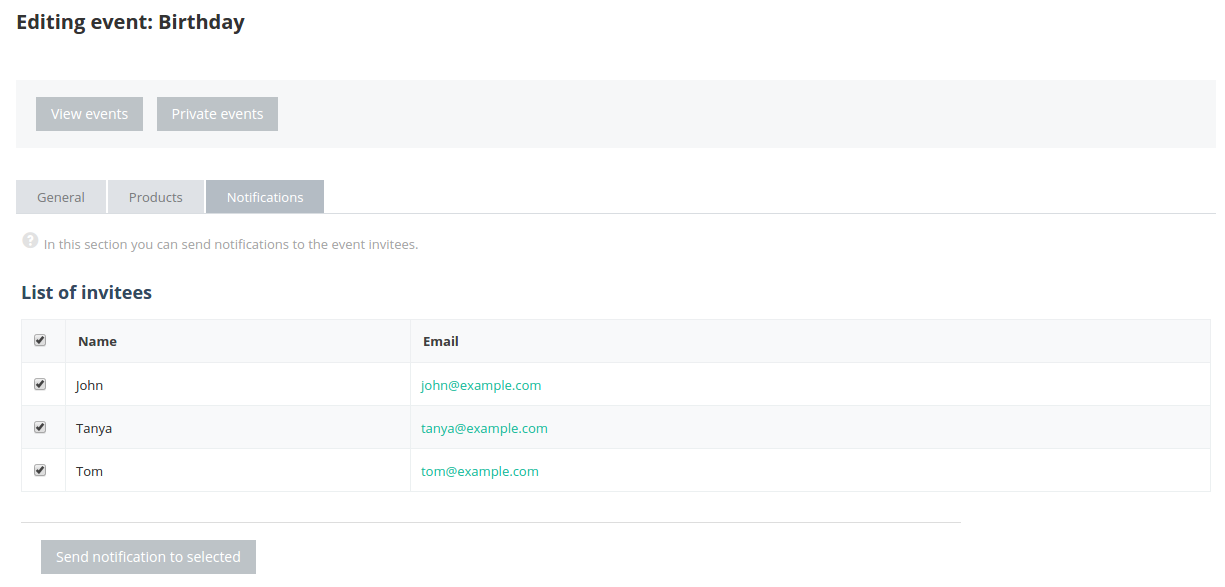 Editing event: Birthday
View events Private events
General Products Notifications
? In this section you can send notifications to the event invitees.
List of invitees
Name Email
John john@example.com
Tanya tanya@example.com
Tom tom@example.com
Send notification to selected